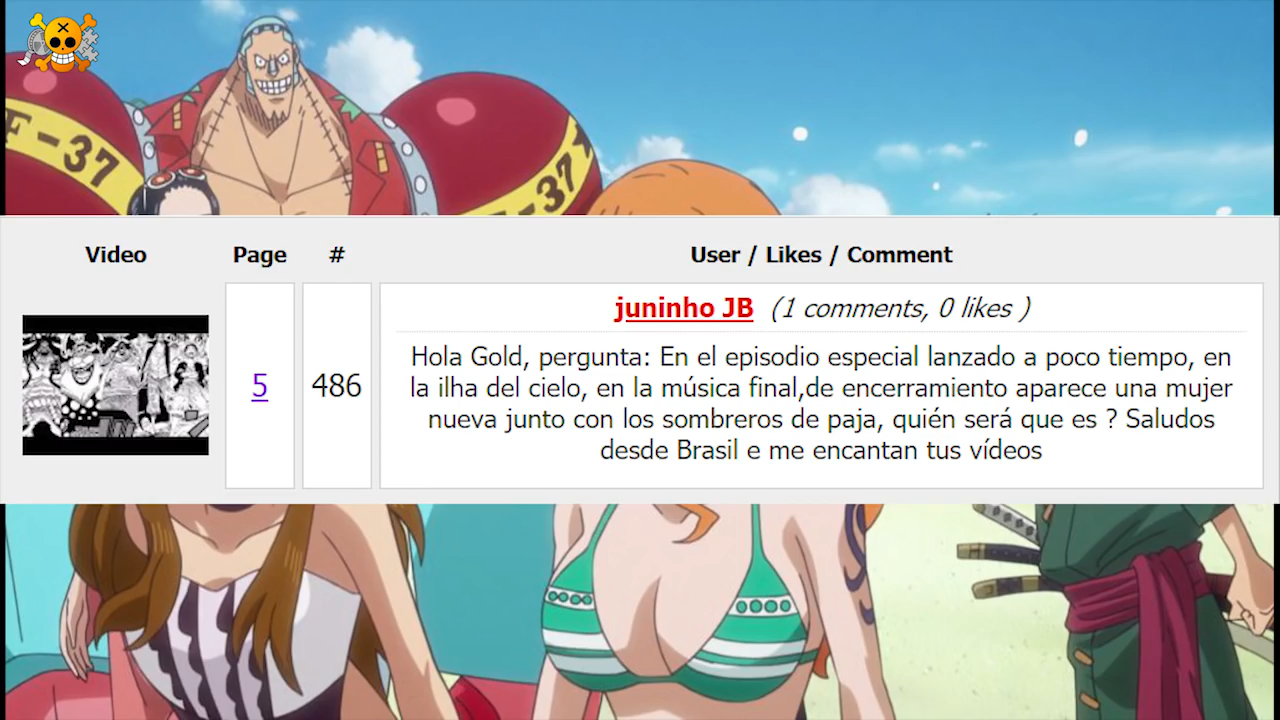 F-37
F-37
Video
Page
#
User / Likes / Comment
juninho JB (1 comments, 0 likes )
5
486
Hola Gold, pergunta: En el episodio especial lanzado a poco tiempo, en
la ilha del cielo, en la música final,de encerramiento aparece una mujer
nueva junto con los sombreros de paja, quién será que es ? Saludos
desde Brasil e me encantan tus vídeos